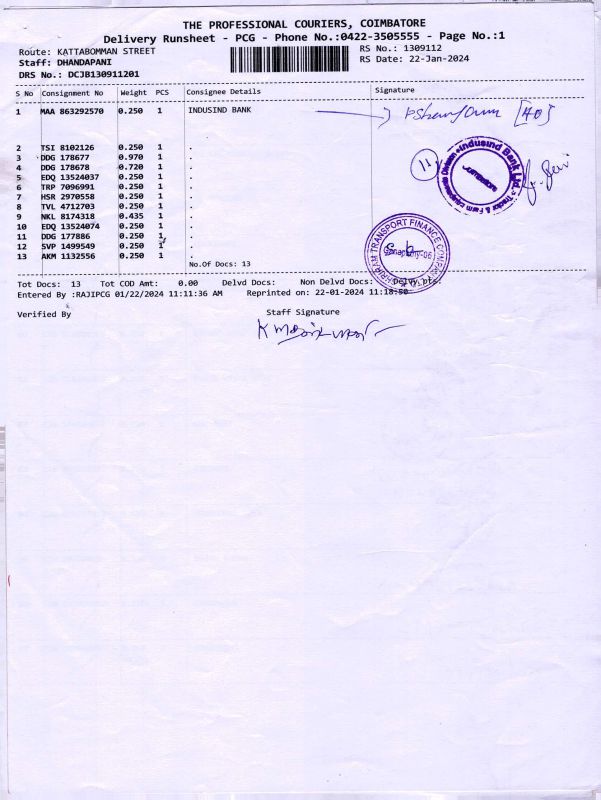 THE PROFESSIONAL COURIERS, COIMBATORE
Delivery Runsheet - PCG - Phone No.:0422-3505555 - Page No.:1
Route: KATTABOMMAN STREET
RS No.: 1309112
Staff: DHANDAPANI
RS Date: 22-Jan-2024
DRS No.: DCJB130911201
S No Consignment No Weight PCS Consignee Details Signature
1 MAA 863292570 0.250 1 INDUSIND BANK
2 TSI 8102126 0.250 1 .
3 DDG 178677 0.970 1 .
4 DDG 178678 0.720 1 .
5 EDQ 13524037 0.250 1 .
6 TRP 7096991 0.250 1 .
7 HSR 2970558 0.250 1 .
8 TVL 4712703 0.250 1 .
9 NKL 8174318 0.435 1 .
10 EDQ 13524074 0.250 1 .
11 DDG 177886 0.250 1 .
12 SVP 1499549 0.250 1 .
13 AKM 1132556 0.250 1 .
11
IndusInd Bank Ltd.
SHRIRAM TRANSPORT FINANCE COMPANY
No.Of Docs: 13
Tot Docs: 13 Tot COD Amt: 0.00 Delvd Docs: Non Delvd Docs:
Entered By :RAJIPCG 01/22/2024 11:11:36 AM Reprinted on: 22-01-2024 11:18:50
Verified By
Staff Signature